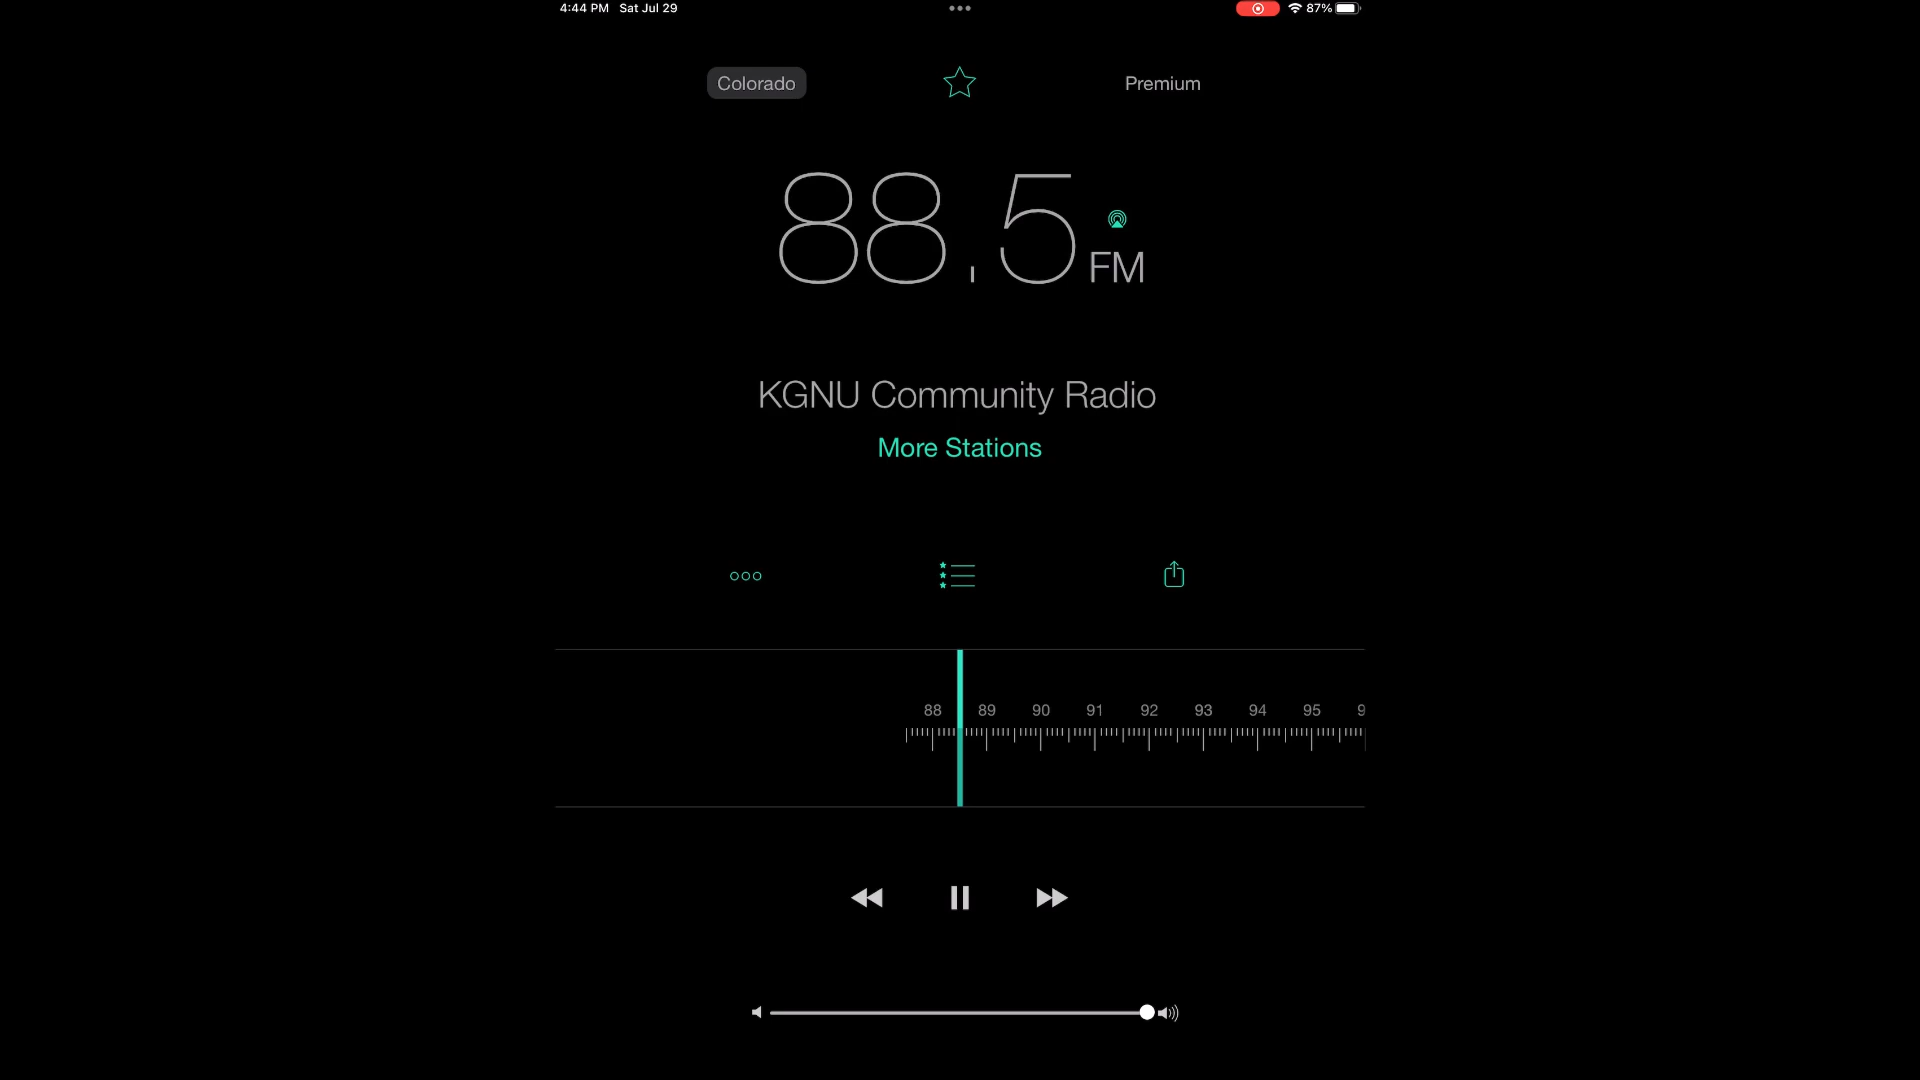 4:44 PM Sat Jul 29
87%
Colorado
Premium
88.5 FM
KGNU Community Radio
More Stations
88 89 90 91 92 93 94 95 9